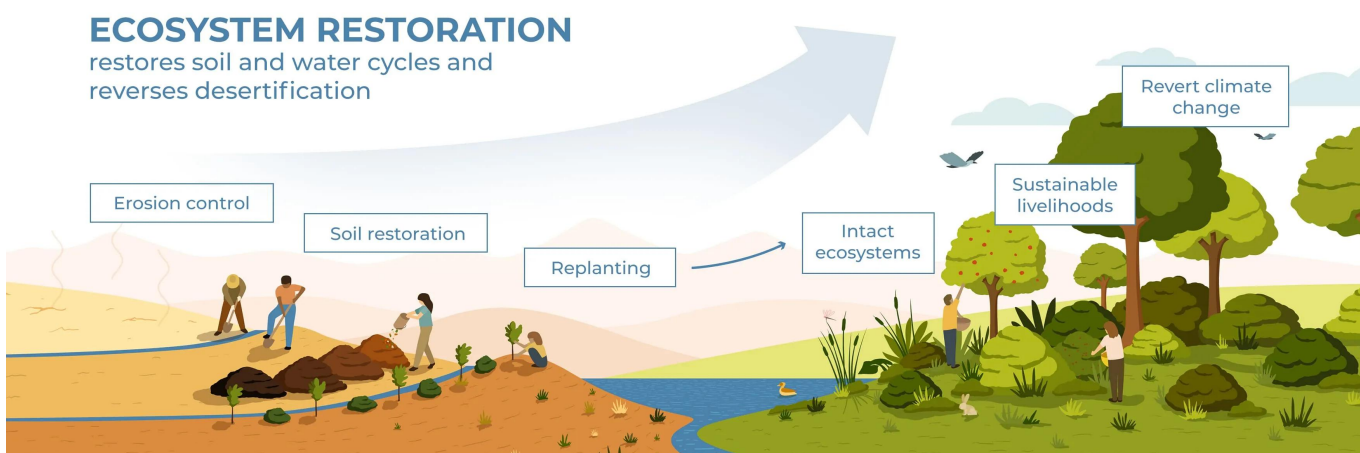 ECOSYSTEM RESTORATION
restores soil and water cycles and
reverses desertification
Erosion control
Soil restoration
Replanting
Intact
ecosystems
Sustainable
livelihoods
Revert climate
change